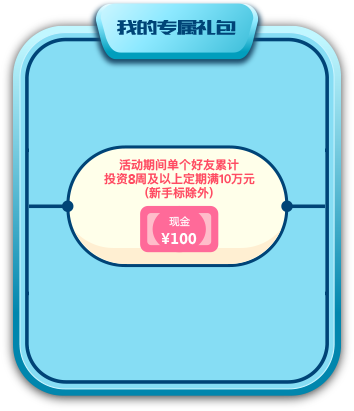 我的专属礼包
活动期间单个好友累计
投资8周及以上定期满10万元
(新手标除外)
现金
¥100